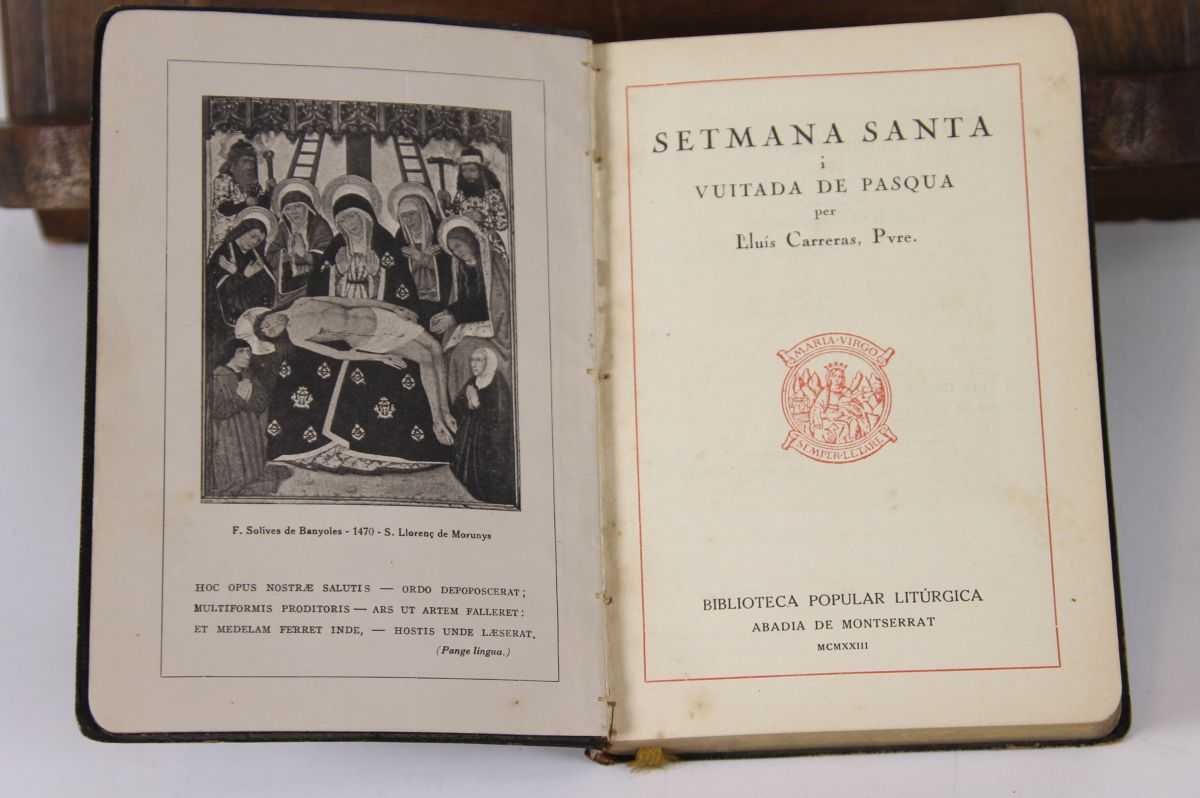 F. Solives de Banyoles - 1470 - S. Llorenç de Morunys
HOC OPUS NOSTRÆ SALUTIS — ORDO DEPOPOSCERAT;
MULTIFORMIS PRODITORIS — ARS UT ARTEM FALLERET:
ET MEDELAM FERRET INDE, — HOSTIS UNDE LÆSERAT.
(Pange lingua.)
SETMANA SANTA
i
VUITADA DE PASQUA
per
Lluís Carreras, Pvre.
MARIA·VIRGO
SEMPER·LETARE
BIBLIOTECA POPULAR LITÚRGICA
ABADIA DE MONTSERRAT
MCMXXIII